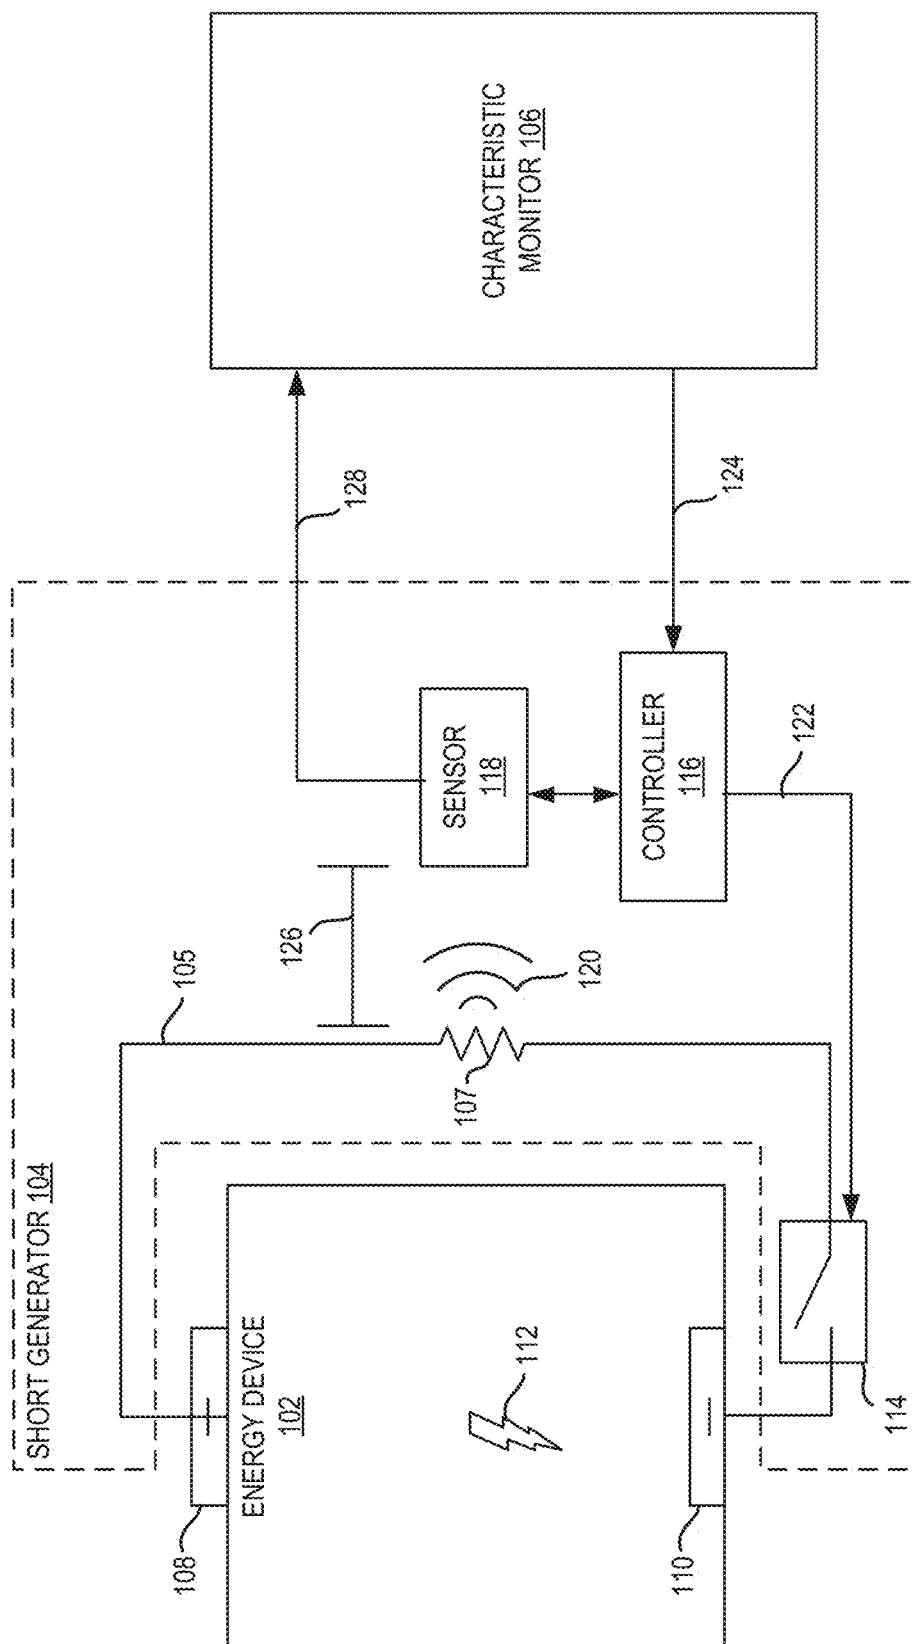 SHORT GENERATOR 104
108
ENERGY DEVICE
102
112
110
114
105
107
126
120
SENSOR
118
CONTROLLER
116
122
128
124
CHARACTERISTIC
MONITOR 106